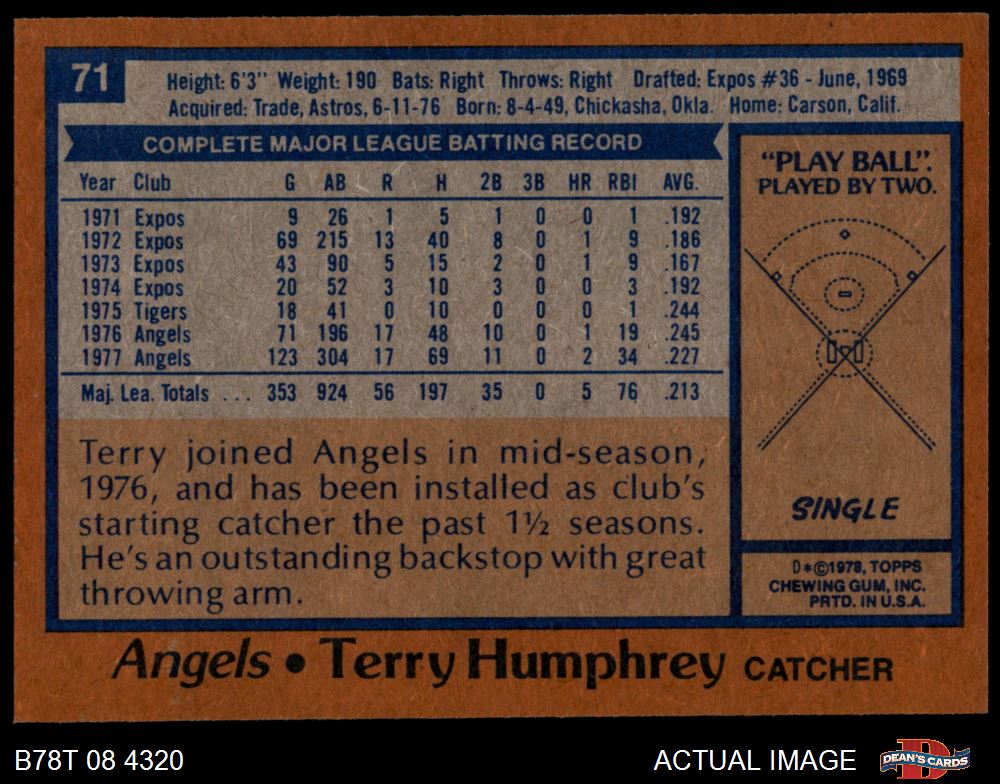 71
Height: 6'3" Weight: 190 Bats: Right Throws: Right Drafted: Expos #36 - June, 1969
Acquired: Trade, Astros, 6-11-76 Born: 8-4-49, Chickasha, Okla. Home: Carson, Calif.
COMPLETE MAJOR LEAGUE BATTING RECORD
Year Club G AB R H 2B 3B HR RBI AVG.
1971 Expos 9 26 1 5 1 0 0 1 .192
1972 Expos 69 215 13 40 8 0 1 9 .186
1973 Expos 43 90 5 15 2 0 1 9 .167
1974 Expos 20 52 3 10 3 0 0 3 .192
1975 Tigers 18 41 0 10 0 0 0 1 .244
1976 Angels 71 196 17 48 10 0 1 19 .245
1977 Angels 123 304 17 69 11 0 2 34 .227
Maj. Lea. Totals ... 353 924 56 197 35 0 5 76 .213
Terry joined Angels in mid-season,
1976, and has been installed as club's
starting catcher the past 1½ seasons.
He's an outstanding backstop with great
throwing arm.
"PLAY BALL".
PLAYED BY TWO.
SINGLE
D*©1978, TOPPS
CHEWING GUM, INC.
PRTD. IN U.S.A.
Angels • Terry Humphrey CATCHER
B78T 08 4320
ACTUAL IMAGE
DEAN'S CARDS